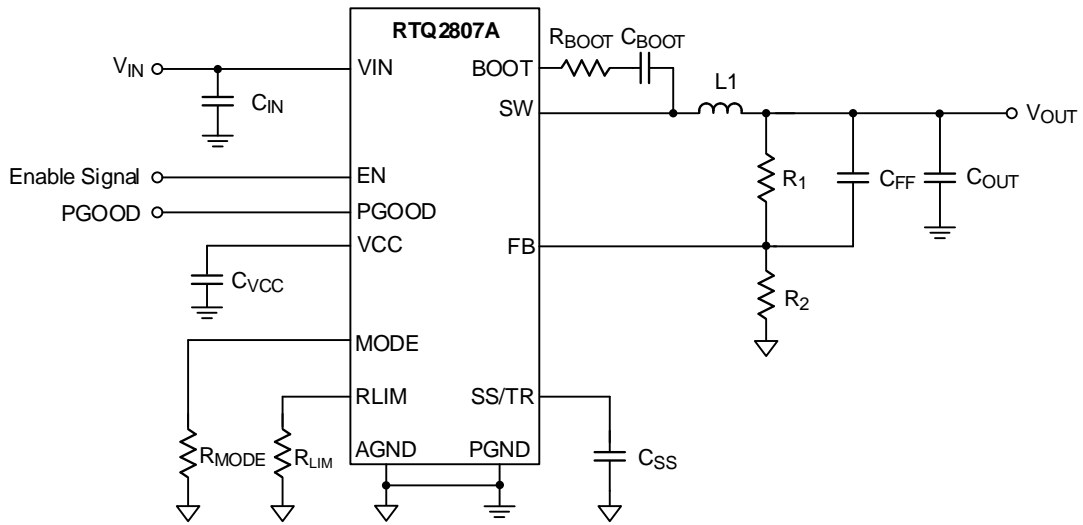 RTQ2807A
RBOOT
CBOOT
VIN
VIN
BOOT
L1
CIN
SW
VOUT
Enable Signal
EN
R1
CFF
COUT
PGOOD
PGOOD
VCC
FB
CVCC
R2
MODE
RLIM
SS/TR
RMODE
RLIM
AGND
PGND
CSS